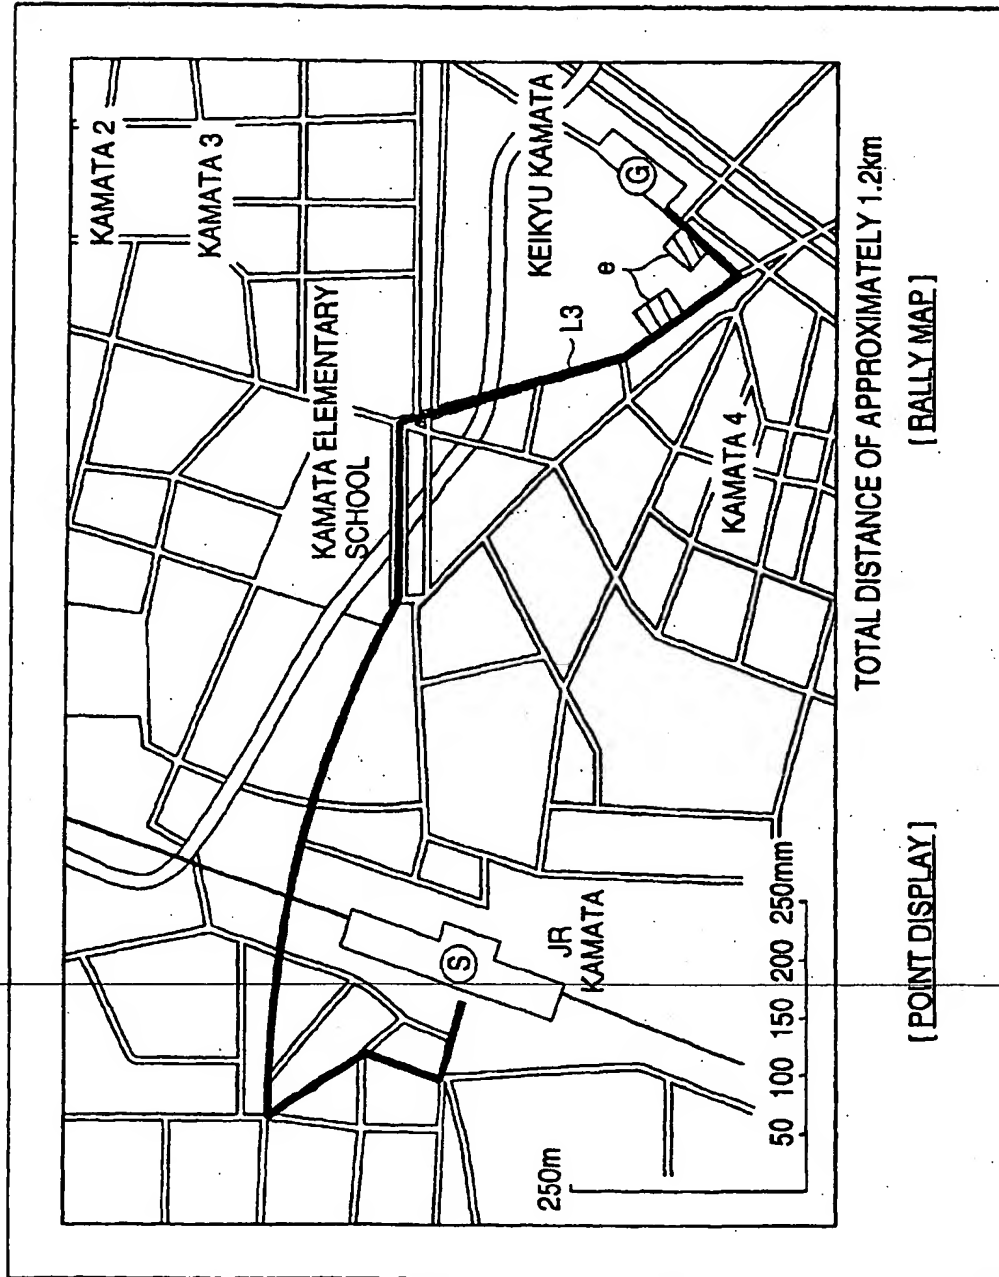 KAMATA 2
KAMATA 3
KAMATA ELEMENTARY
SCHOOL
KEIKYU KAMATA
G
e
L3
KAMATA 4
S
JR
KAMATA
250m
50 100 150 200 250mm
TOTAL DISTANCE OF APPROXIMATELY 1.2km
[POINT DISPLAY]
[RALLY MAP]